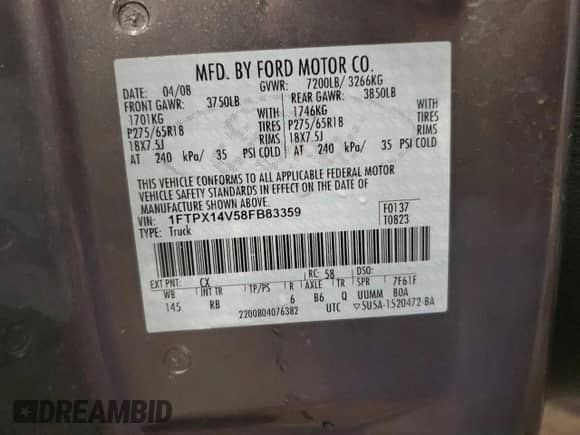 MFD. BY FORD MOTOR CO.
DATE: 04/08 GVWR: 7200LB/ 3266KG
FRONT GAWR: 3750LB REAR GAWR: 3850LB
1701KG WITH 1746KG WITH
P275/65R18 TIRES P275/65R18 TIRES
18X7.5J RIMS 18X7.5J RIMS
AT 240 kPa/ 35 PSI COLD AT 240 kPa/ 35 PSI COLD
THIS VEHICLE CONFORMS TO ALL APPLICABLE FEDERAL MOTOR
VEHICLE SAFETY STANDARDS IN EFFECT ON THE DATE OF
MANUFACTURE SHOWN ABOVE.
VIN: 1FTPX14V58FB83359 F0137
TYPE: Truck T0823
EXT PNT: CX RC: 58 DSO:
WB INT TR TP/PS R AXLE TR SPR 7F61F
145 RB 6 B6 Q UUMM BOA
2200804076382 UTC ▽5U5A-1520472-BA
DREAMBID